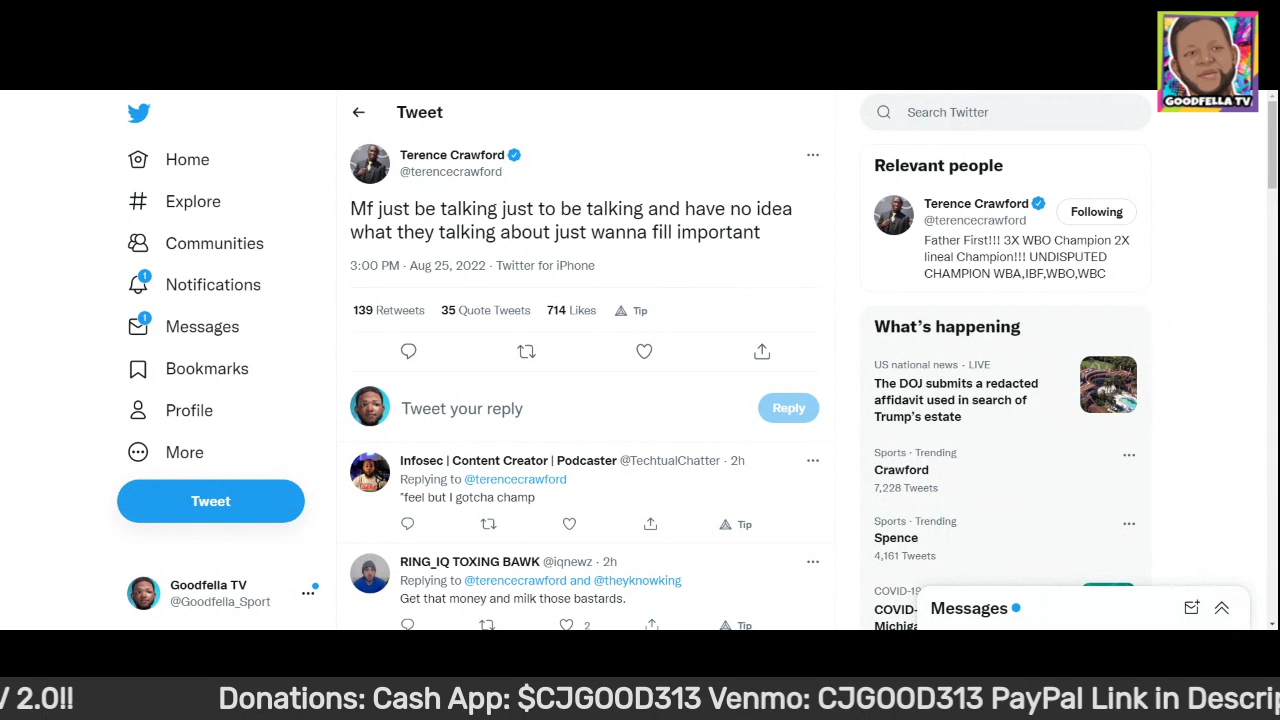 GOODFELLA TV
Home
Explore
Communities
1
Notifications
1
Messages
Bookmarks
Profile
More
Tweet
Goodfella TV
@Goodfella_Sport
Tweet
Terence Crawford
@terencecrawford
Mf just be talking just to be talking and have no idea
what they talking about just wanna fill important
3:00 PM · Aug 25, 2022 · Twitter for iPhone
139 Retweets 35 Quote Tweets 714 Likes Tip
Tweet your reply
Reply
Infosec | Content Creator | Podcaster @TechtualChatter · 2h
Replying to @terencecrawford
*feel but I gotcha champ
Tip
RING_IQ TOXING BAWK @iqnewz · 2h
Replying to @terencecrawford and @theyknowking
Get that money and milk those bastards.
2
Tip
Search Twitter
Relevant people
Terence Crawford
@terencecrawford
Following
Father First!!! 3X WBO Champion 2X
lineal Champion!!! UNDISPUTED
CHAMPION WBA,IBF,WBO,WBC
What's happening
US national news · LIVE
The DOJ submits a redacted
affidavit used in search of
Trump's estate
Sports · Trending
Crawford
7,228 Tweets
Sports · Trending
Spence
4,161 Tweets
COVID-19
COVID-
Michiga
Messages
V 2.0!! Donations: Cash App: $CJGOOD313 Venmo: CJGOOD313 PayPal Link in Descrip